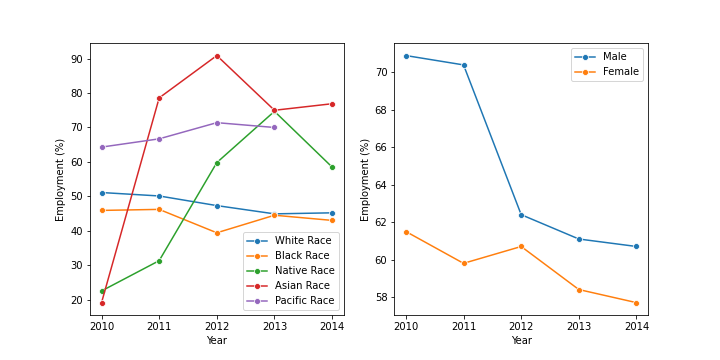 90
80
70
60
50
40
30
20
Employment (%)
2010 2011 2012 2013 2014
Year
White Race
Black Race
Native Race
Asian Race
Pacific Race
70
68
66
64
62
60
58
Employment (%)
2010 2011 2012 2013 2014
Year
Male
Female